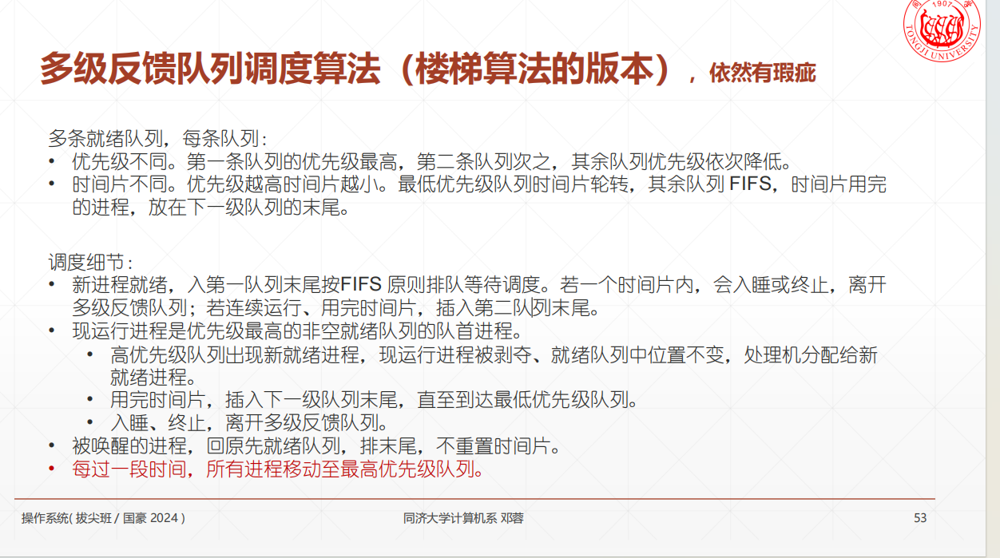 1907
TONGJI UNIVERSITY
多级反馈队列调度算法（楼梯算法的版本），依然有瑕疵
多条就绪队列，每条队列：
• 优先级不同。第一条队列的优先级最高，第二条队列次之，其余队列优先级依次降低。
• 时间片不同。优先级越高时间片越小。最低优先级队列时间片轮转，其余队列 FIFS，时间片用完
的进程，放在下一级队列的末尾。
调度细节：
• 新进程就绪，入第一队列末尾按FIFS 原则排队等待调度。若一个时间片内，会入睡或终止，离开
多级反馈队列；若连续运行、用完时间片，插入第二队列末尾。
• 现运行进程是优先级最高的非空就绪队列的队首进程。
• 高优先级队列出现新就绪进程，现运行进程被剥夺、就绪队列中位置不变，处理机分配给新
就绪进程。
• 用完时间片，插入下一级队列末尾，直至到达最低优先级队列。
• 入睡、终止，离开多级反馈队列。
• 被唤醒的进程，回原先就绪队列，排末尾，不重置时间片。
• 每过一段时间，所有进程移动至最高优先级队列。
操作系统( 拔尖班 / 国豪 2024 )
同济大学计算机系 邓蓉
53